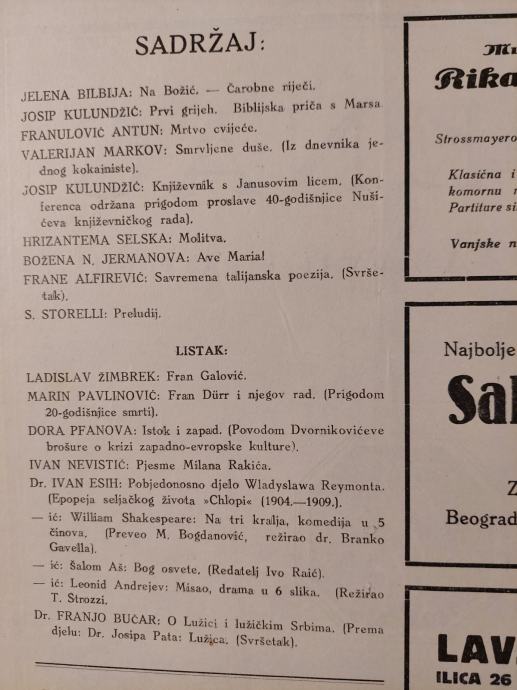 SADRŽAJ:
JELENA BILBIJA: Na Božić. — Čarobne riječi.
JOSIP KULUNDŽIĆ: Prvi grijeh. Biblijska priča s Marsa
FRANULOVIĆ ANTUN: Mrtvo cvijeće.
VALERIJAN MARKOV: Smrvljene duše. (Iz dnevnika je-
dnog kokainiste).
JOSIP KULUNDŽIĆ: Književnik s Janusovim licem. (Kon-
ferenca održana prigodom proslave 40-godišnjice Nuši-
ćeva književničkog rada).
HRIZANTEMA SELSKA: Molitva.
BOŽENA N. JERMANOVA: Ave Maria!
FRANE ALFIREVIĆ: Savremena talijanska poezija. (Svrše-
tak).
S. STORELLI: Preludij.
LISTAK:
LADISLAV ŽIMBREK: Fran Galović.
MARIN PAVLINOVIĆ: Fran Dürr i njegov rad. (Prigodom
20-godišnjice smrti).
DORA PFANOVA: Istok i zapad. (Povodom Dvornikovićeve
brošure o krizi zapadno-evropske kulture).
IVAN NEVISTIĆ: Pjesme Milana Rakića.
Dr. IVAN ESIH: Pobjedonosno djelo Wladyslawa Reymonta.
(Epopeja seljačkog života »Chlopi« (1904.—1909.).
— ić: William Shakespeare: Na tri kralja, komedija u 5
činova. (Preveo M. Bogdanović, režirao dr. Branko
Gavella).
— ić: Šalom Aš: Bog osvete. (Redatelj Ivo Raić).
— ić: Leonid Andrejev: Misao, drama u 6 slika. (Režirao
T. Strozzi.
Dr. FRANJO BUČAR: O Lužici i lužičkim Srbima. (Prema
djelu: Dr. Josipa Pata: Lužica. (Svršetak).
Rika
Strossmayero
Klasična i
komornu
Partiture
Vanjske
Najbolje
Sal
Z
Beograd
LAV
ILICA 26